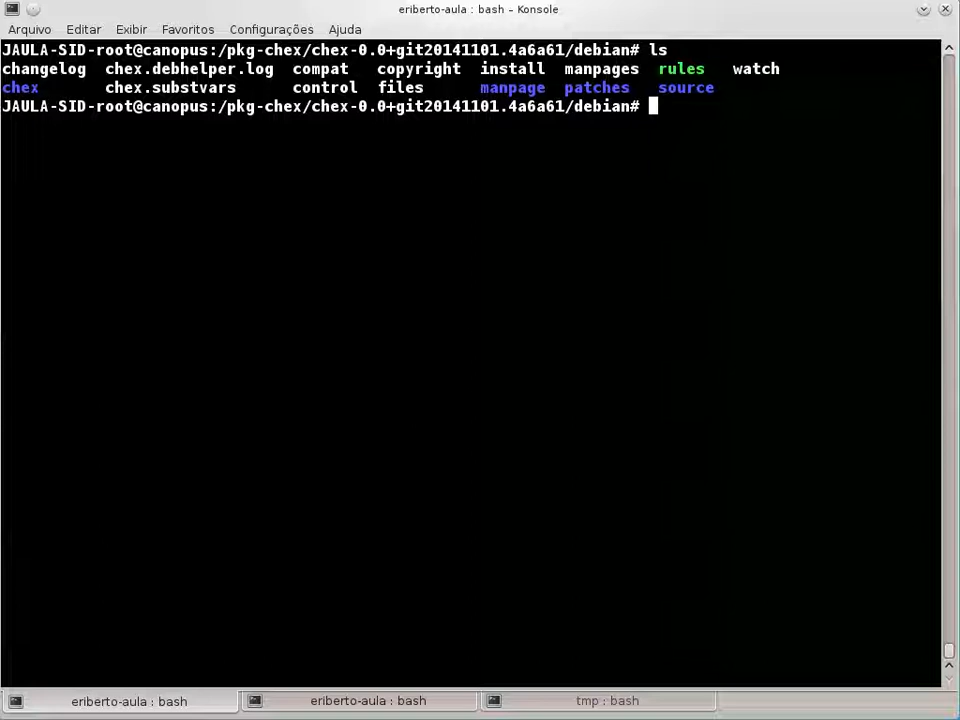 eriberto-aula : bash – Konsole
Arquivo Editar Exibir Favoritos Configurações Ajuda
JAULA-SID-root@canopus:/pkg-chex/chex-0.0+git20141101.4a6a61/debian# ls
changelog chex.debhelper.log compat copyright install manpages rules watch
chex chex.substvars control files manpage patches source
JAULA-SID-root@canopus:/pkg-chex/chex-0.0+git20141101.4a6a61/debian#
eriberto-aula : bash eriberto-aula : bash tmp : bash